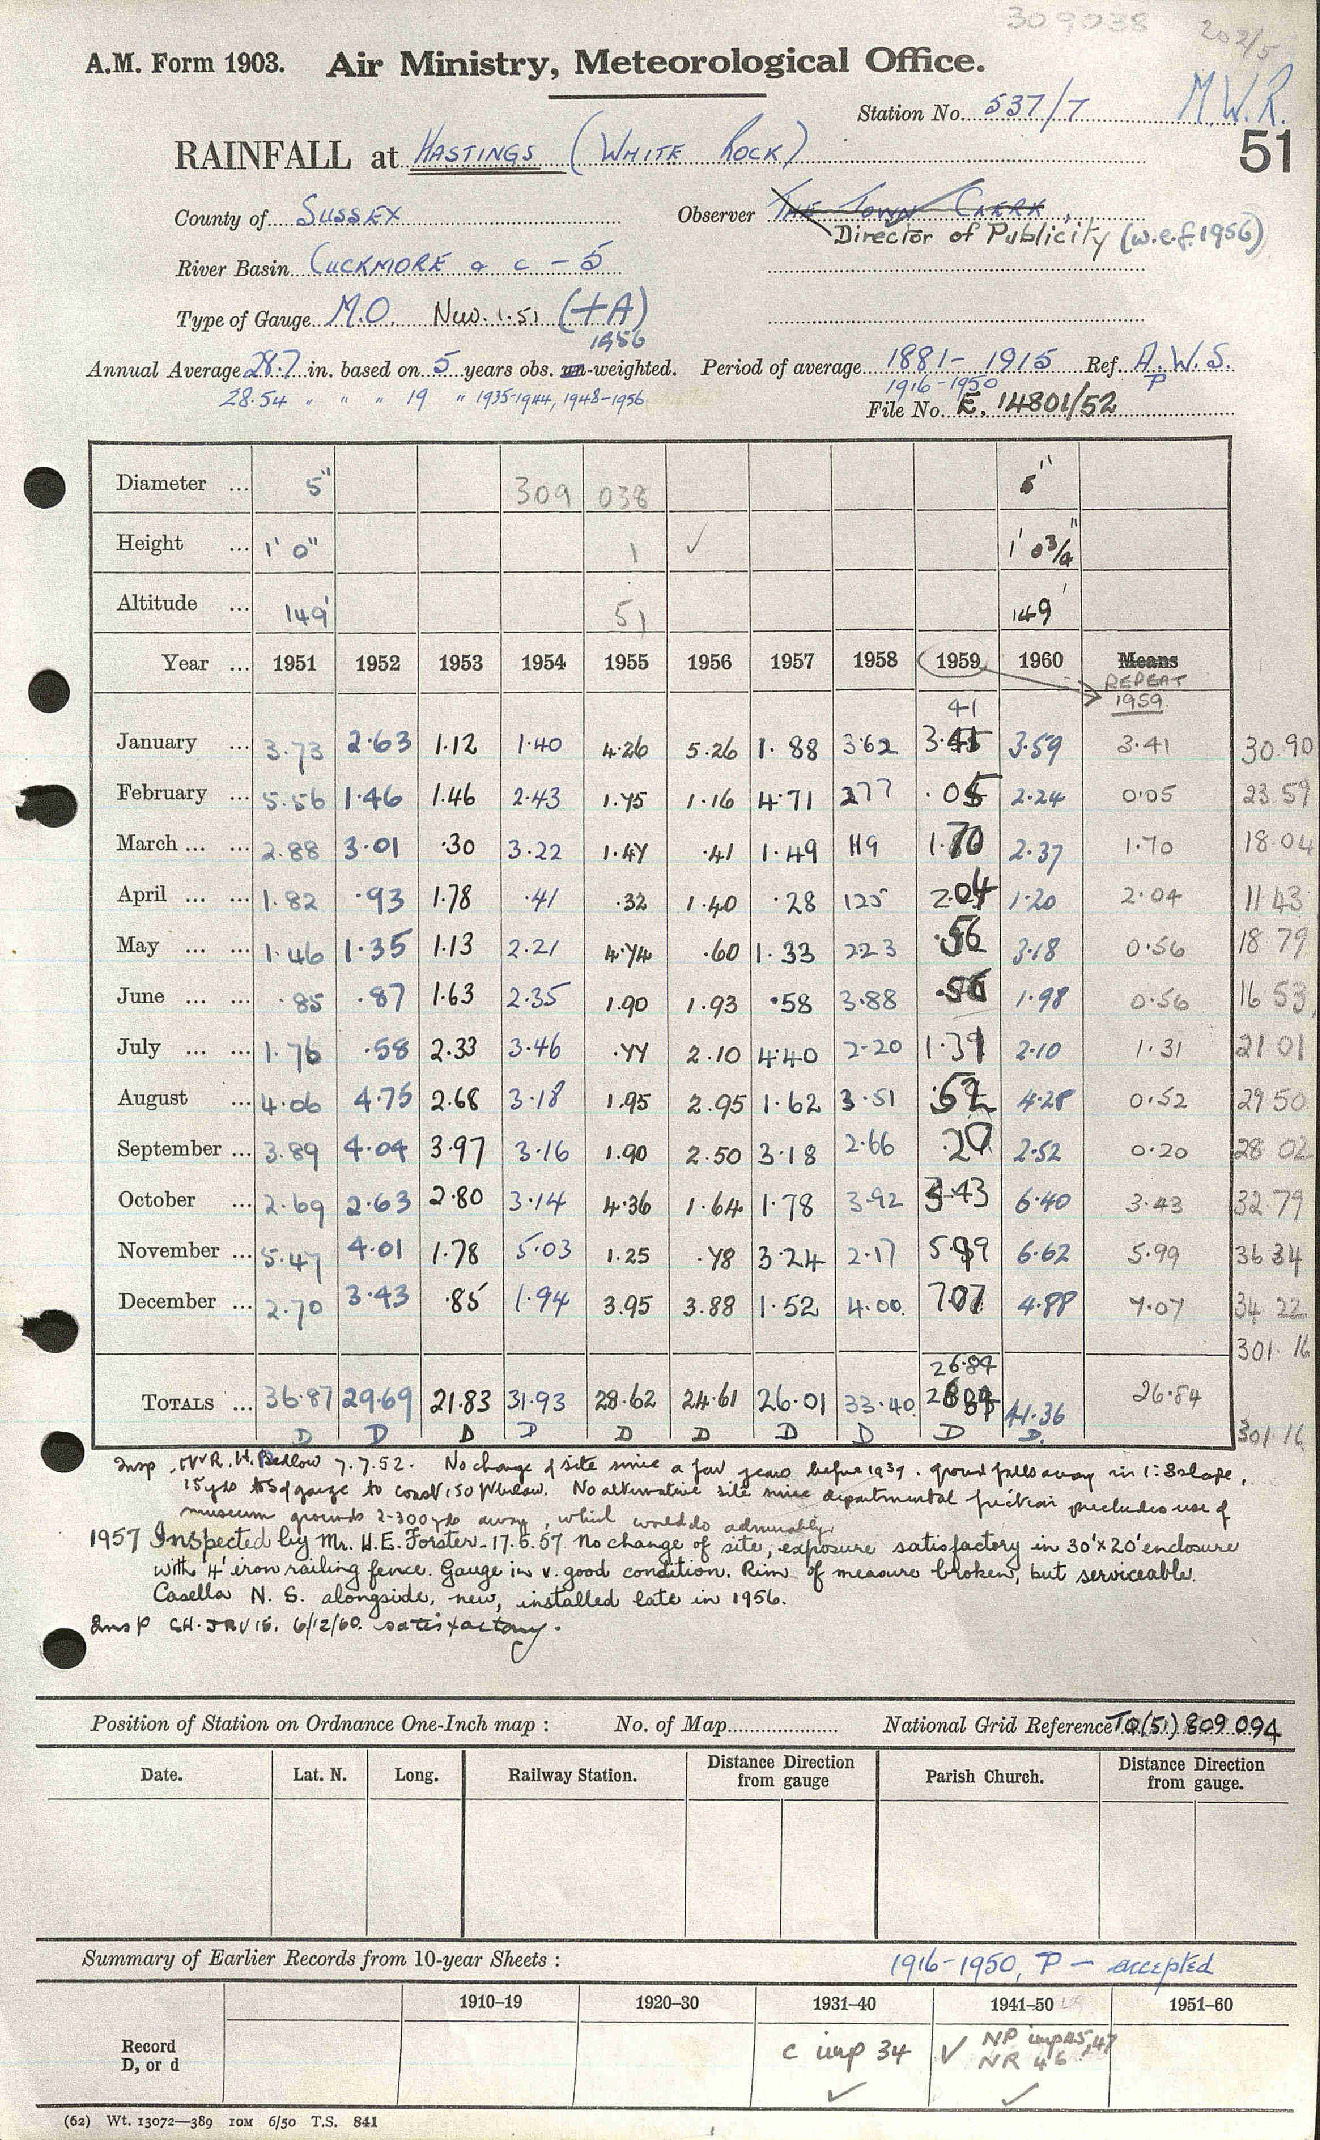 309038 202/5
A.M. Form 1903. Air Ministry, Meteorological Office.
Station No. 537/7 M.W.R.
51
RAINFALL at HASTINGS (WHITE ROCK)
County of SUSSEX Observer THE TOWN CLERK,
Director of Publicity (w.e.f. 1956)
River Basin CUCKMORE a c - 5
Type of Gauge M.O. New. 1.51 (+A)
1956
Annual Average 28.7 in. based on 5 years obs. un-weighted. Period of average 1881-1915 Ref. A.W.S.
28.54 " " " 19 " 1935-1944, 1948-1956 1916-1950 P
File No. E. 14801/52
Diameter ... 5" 309 038 5"
Height ... 1' 0" 1 ✓ 1' 0 3/4"
Altitude ... 149' 51 149'
Year ... 1951 1952 1953 1954 1955 1956 1957 1958 1959 1960 Means
REPEAT
1959
41
January ... 3.73 2.63 1.12 1.40 4.26 5.26 1.88 3.62 3.45 3.59 3.41 30.90
February ... 5.56 1.46 1.46 2.43 1.75 1.16 4.71 277 .05 2.24 0.05 23 59
March ... ... 2.88 3.01 .30 3.22 1.47 .41 1.49 119 1.70 2.37 1.70 18 04
April ... ... 1.82 .93 1.78 .41 .32 1.40 .28 125 2.04 1.20 2.04 11 43
May ... ... 1.46 1.35 1.13 2.21 4.74 .60 1.33 223 .56 3.18 0.56 18 79
June ... ... .85 .87 1.63 2.35 1.90 1.93 .58 3.88 .56 1.98 0.56 16 53
July ... ... 1.76 .58 2.33 3.46 .77 2.10 4.40 2.20 1.31 2.10 1.31 21 01
August ... 4.06 4.75 2.68 3.18 1.95 2.95 1.62 3.51 .52 4.28 0.52 29 50
September ... 3.89 4.04 3.97 3.16 1.90 2.50 3.18 2.66 .20 2.52 0.20 28 02
October ... 2.69 2.63 2.80 3.14 4.36 1.64 1.78 3.92 3.43 6.40 3.43 32.79
November ... 5.47 4.01 1.78 5.03 1.25 .78 3.24 2.17 5.99 6.62 5.99 36 34
December ... 2.70 3.43 .85 1.94 3.95 3.88 1.52 4.00 707 4.88 7.07 34 22
301.16
26.84
TOTALS ... 36.87 29.69 21.83 31.93 28.62 24.61 26.01 33.40 41.36 26.84
D D D D D D D D D D. 301 16
Insp. Mr R. H. Bedlow 7.7.52. No change of site since a few years before 1939. ground falls away in 1:8 slope,
15 yds of gauge to below. No alternative site since departmental friction precludes use of
museum grounds 2-300 yds away, which would do admirably.
1957 Inspected by Mr. H.E. Forster. 17.6.57. No change of site, exposure satisfactory in 30'x20' enclosure
with 4' iron railing fence. Gauge in v. good condition. Rim of measure broken, but serviceable.
Casella N.S. alongside, new, installed late in 1956.
Insp 6/12/60. satisfactory.
Position of Station on Ordnance One-Inch map : No. of Map National Grid Reference TQ(51) 809 094
Date. Lat. N. Long. Railway Station. Distance Direction from gauge Parish Church. Distance Direction from gauge.
Summary of Earlier Records from 10-year Sheets : 1916-1950, P - accepted
1910–19 1920–30 1931–40 1941–50 1951–60
Record
D, or d
c imp 34 ✓ NP imp 45,47
NR 46
✓ ✓
(62) Wt. 13072—389 10M 6/50 T.S. 841